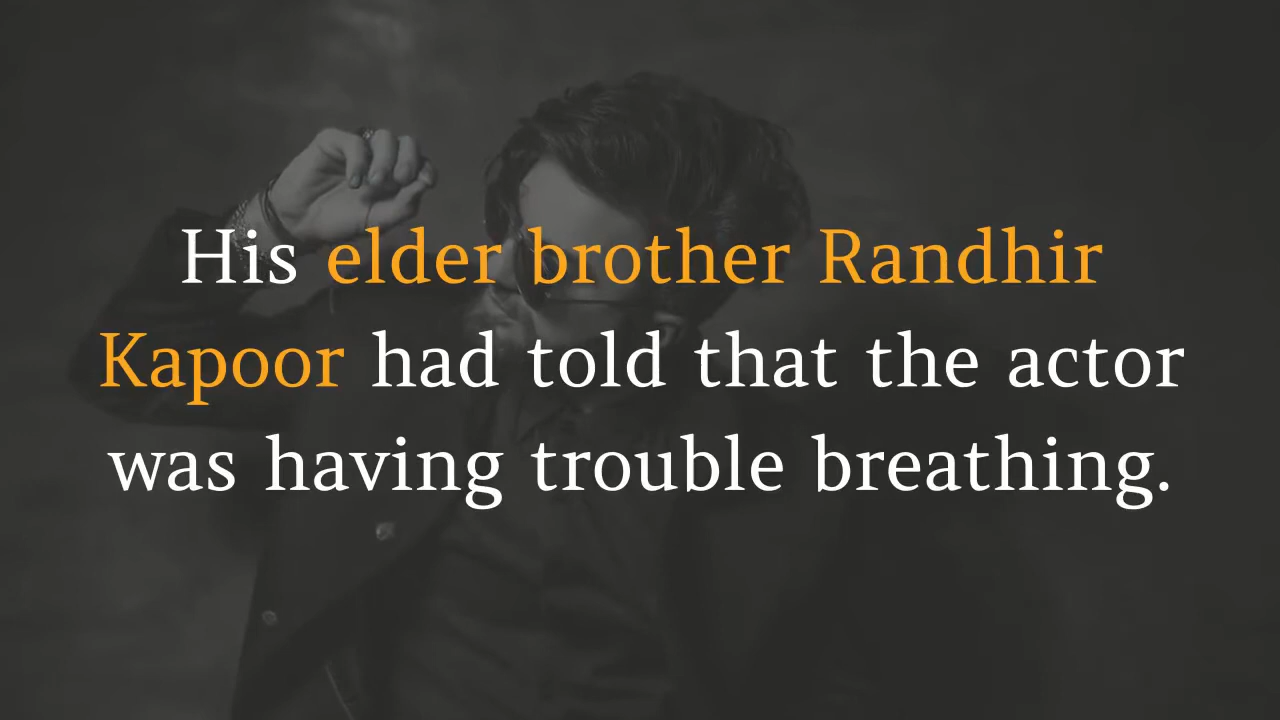 His elder brother Randhir
Kapoor had told that the actor
was having trouble breathing.